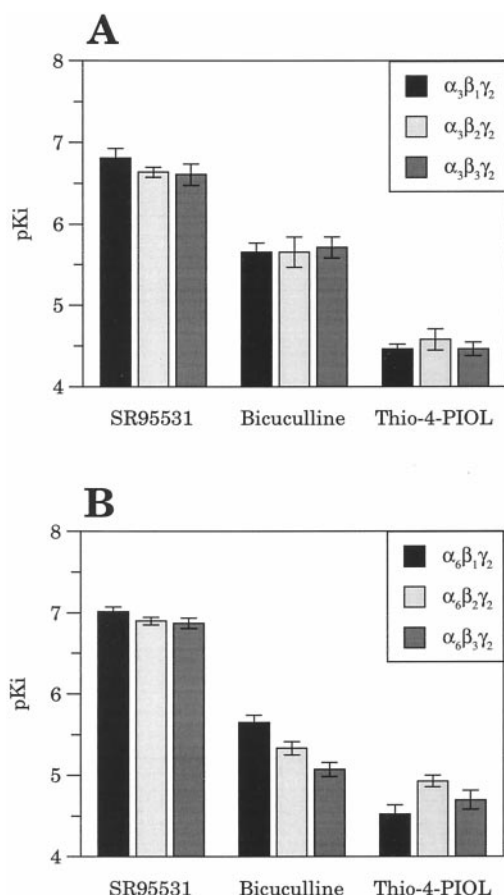 A
8
7
6
5
4
pKi
α₃β₁γ₂
α₃β₂γ₂
α₃β₃γ₂
SR95531 Bicuculline Thio-4-PIOL
B
8
7
6
5
4
pKi
α₆β₁γ₂
α₆β₂γ₂
α₆β₃γ₂
SR95531 Bicuculline Thio-4-PIOL